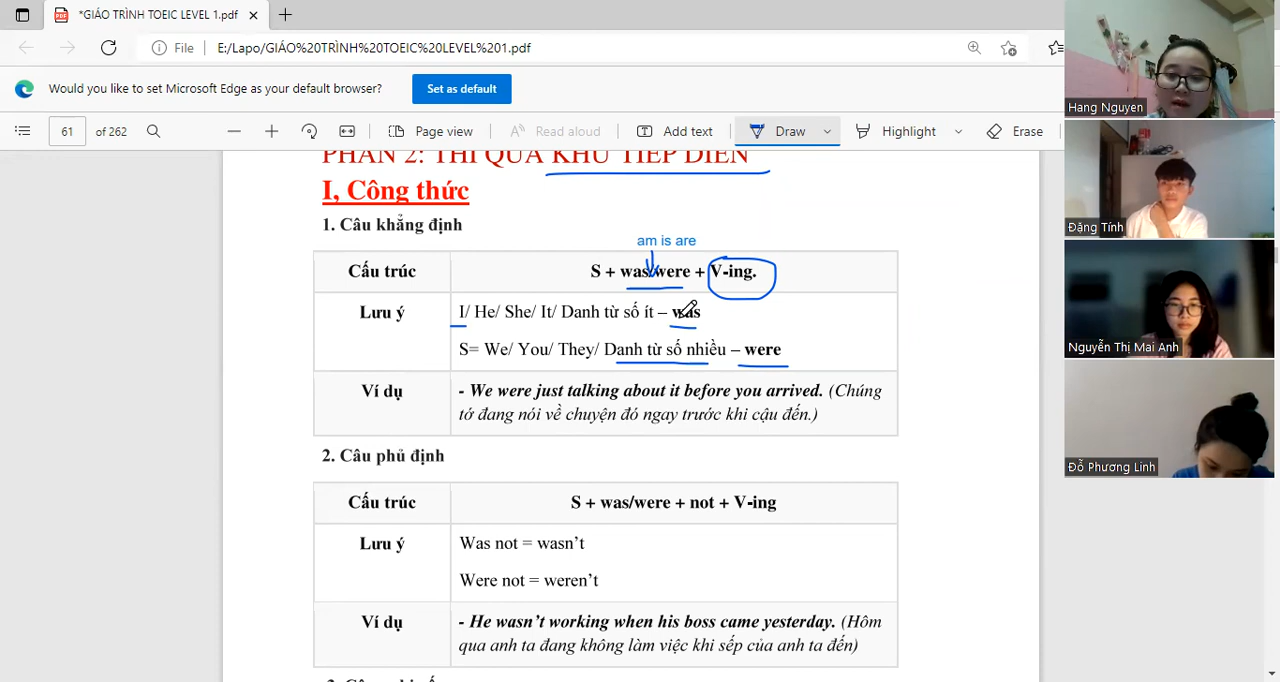 *GIÁO TRÌNH TOEIC LEVEL 1.pdf
File E:/Lapo/GIÁO%20TRÌNH%20TOEIC%20LEVEL%201.pdf
Would you like to set Microsoft Edge as your default browser? Set as default
61 of 262 Page view Read aloud Add text Draw Highlight Erase
PHẦN 2: THÌ QUÁ KHỨ TIẾP DIỄN
I, Công thức
1. Câu khẳng định
am is are
Cấu trúc S + was/were + V-ing.
Lưu ý I/ He/ She/ It/ Danh từ số ít – was
S= We/ You/ They/ Danh từ số nhiều – were
Ví dụ - We were just talking about it before you arrived. (Chúng
tớ đang nói về chuyện đó ngay trước khi cậu đến.)
2. Câu phủ định
Cấu trúc S + was/were + not + V-ing
Lưu ý Was not = wasn’t
Were not = weren’t
Ví dụ - He wasn’t working when his boss came yesterday. (Hôm
qua anh ta đang không làm việc khi sếp của anh ta đến)
Hang Nguyen
Đặng Tính
Nguyễn Thị Mai Anh
Đỗ Phương Linh